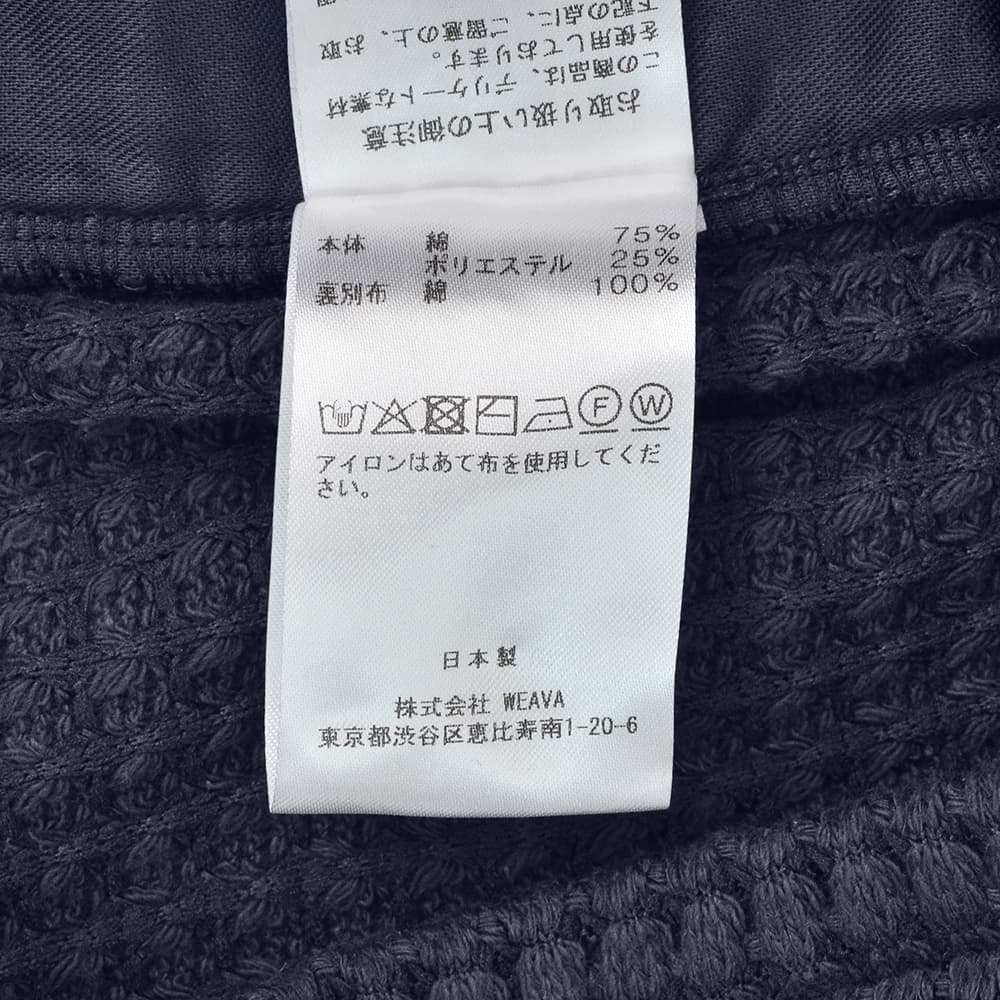 お取り扱い上の御注意
この商品は、デリケートな素材
を使用しております。
下記の点に、ご留意の上、お取
本体 綿 75%
ポリエステル 25%
裏別布 綿 100%
F W
アイロンはあて布を使用してくだ
さい。
日本製
株式会社 WEAVA
東京都渋谷区恵比寿南1-20-6